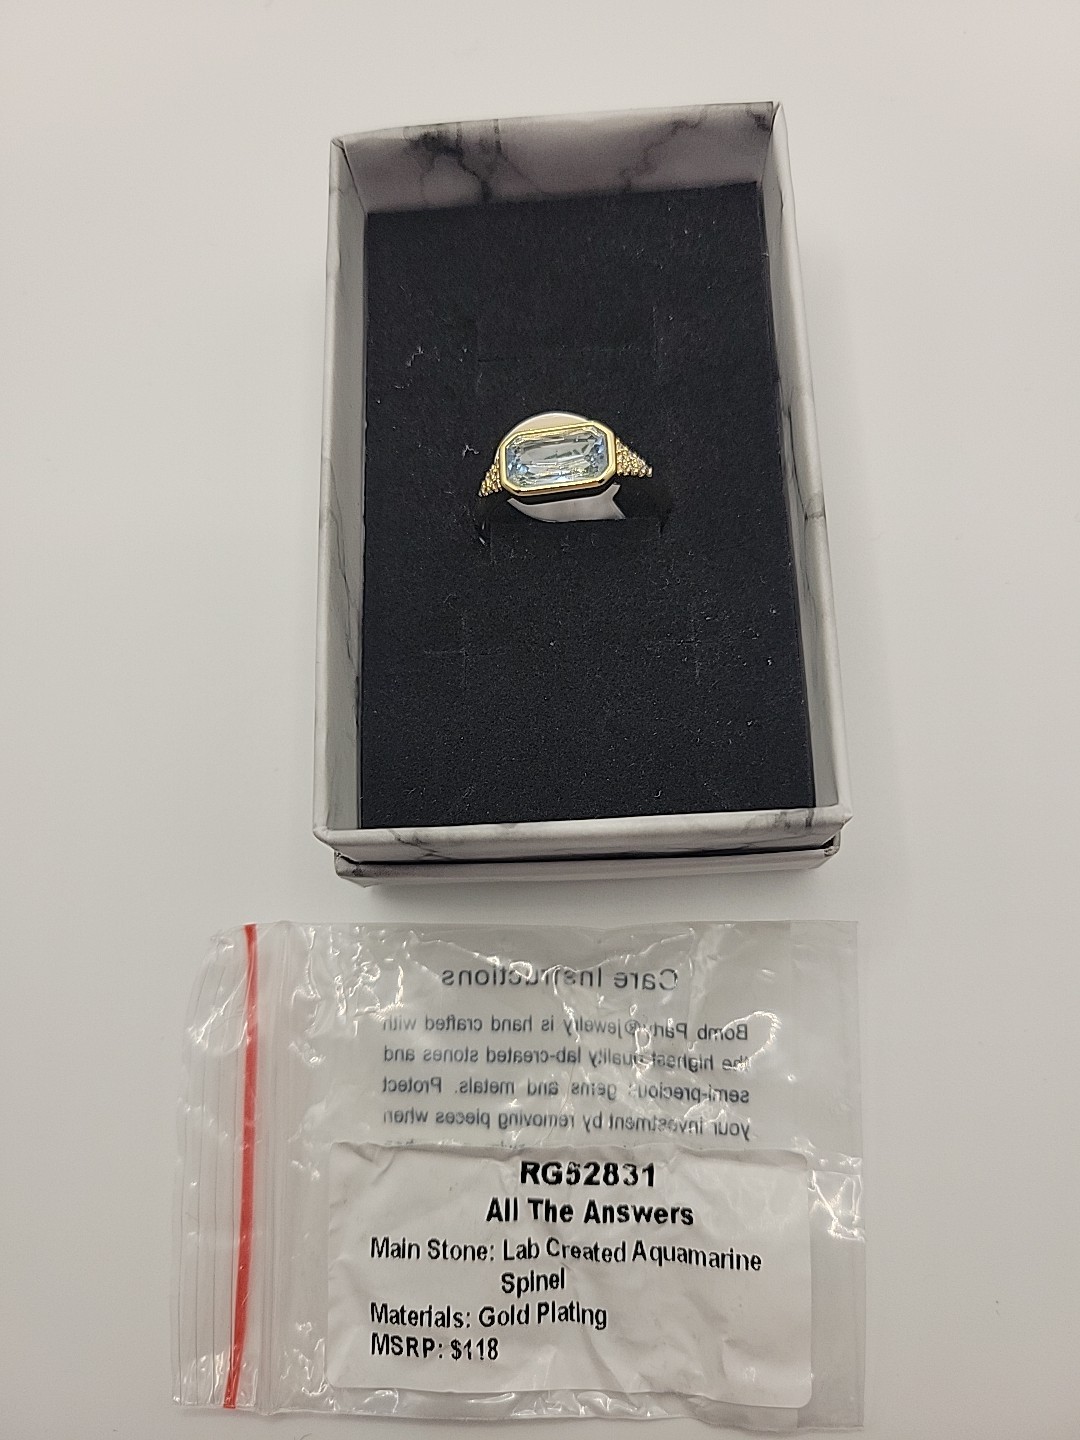 Care Instructions
Bomb Party® jewelry is hand crafted with
the highest quality lab-created stones and
semi-precious gems and metals. Protect
your investment by removing pieces when
RG52831
All The Answers
Main Stone: Lab Created Aquamarine
Spinel
Materials: Gold Plating
MSRP: $118